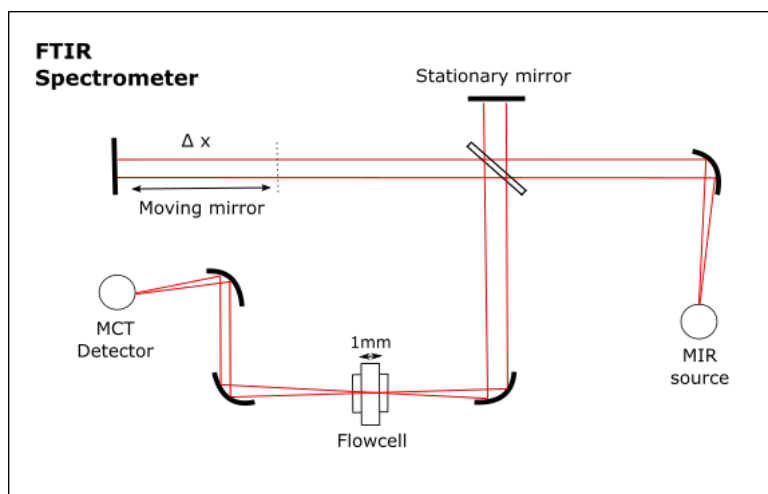 FTIR
Spectrometer
Stationary mirror
Δ x
Moving mirror
MCT
Detector
1mm
MIR
source
Flowcell